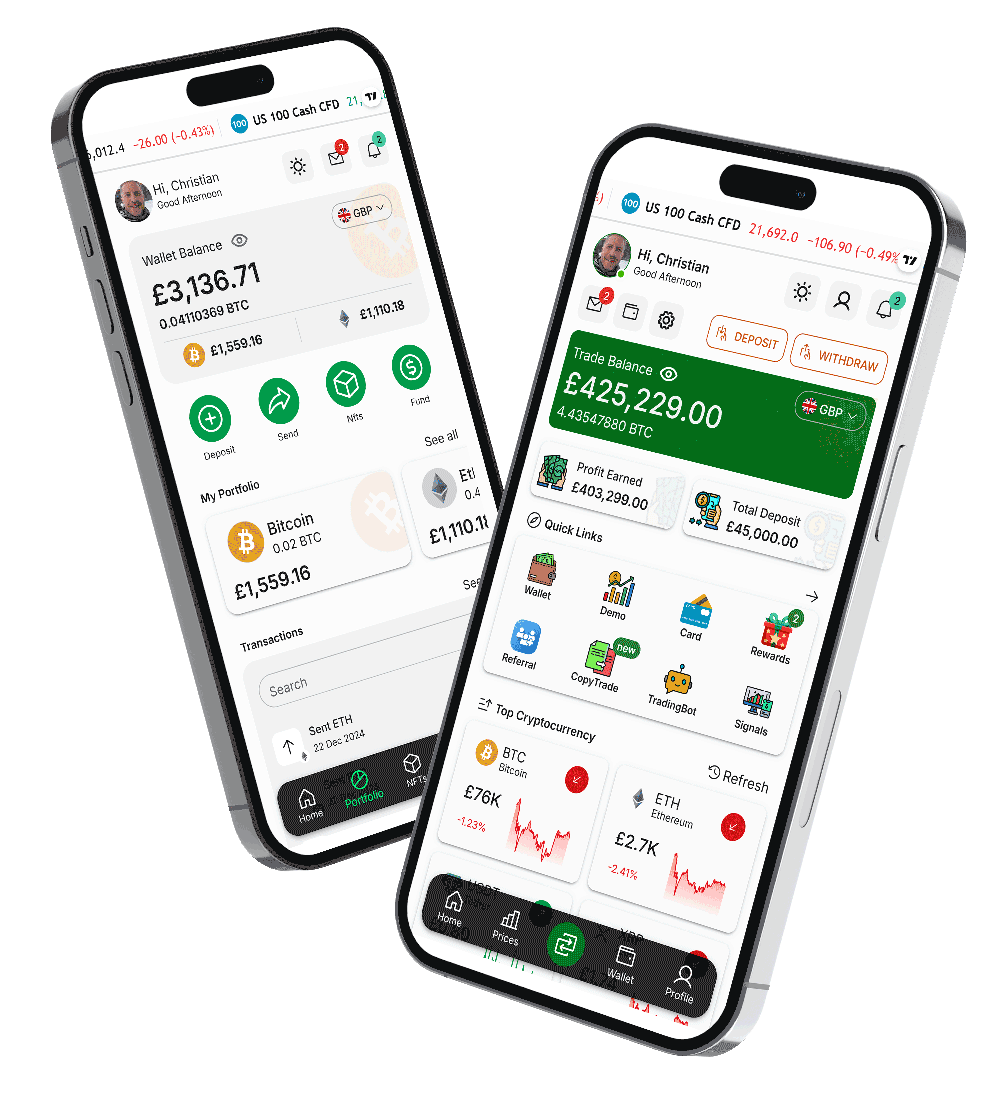 5,012.4 −26.00 (−0.43%) 100 US 100 Cash CFD 21,
Hi, Christian
Good Afternoon
2
2
Wallet Balance
GBP
£3,136.71
0.04110369 BTC
£1,559.16
£1,110.18
Deposit
Send
Nfts
Fund
My Portfolio
See all
Bitcoin
0.02 BTC
£1,559.16
Et
0.4
£1,110.18
Transactions
See
Search
Sent ETH
22 Dec 2024
Home
Portfolio
NFTs
100 US 100 Cash CFD 21,692.0 −106.90 (−0.49%
Hi, Christian
Good Afternoon
2
2
DEPOSIT
WITHDRAW
Trade Balance
GBP
£425,229.00
4.43547880 BTC
Profit Earned
£403,299.00
Total Deposit
£45,000.00
Quick Links
Wallet
Demo
Card
2
Rewards
Referral
new
CopyTrade
TradingBot
Signals
Top Cryptocurrency
Refresh
BTC
Bitcoin
£76K
-1.23%
ETH
Ethereum
£2.7K
-2.41%
USDT
XRP
Home
Prices
Wallet
Profile